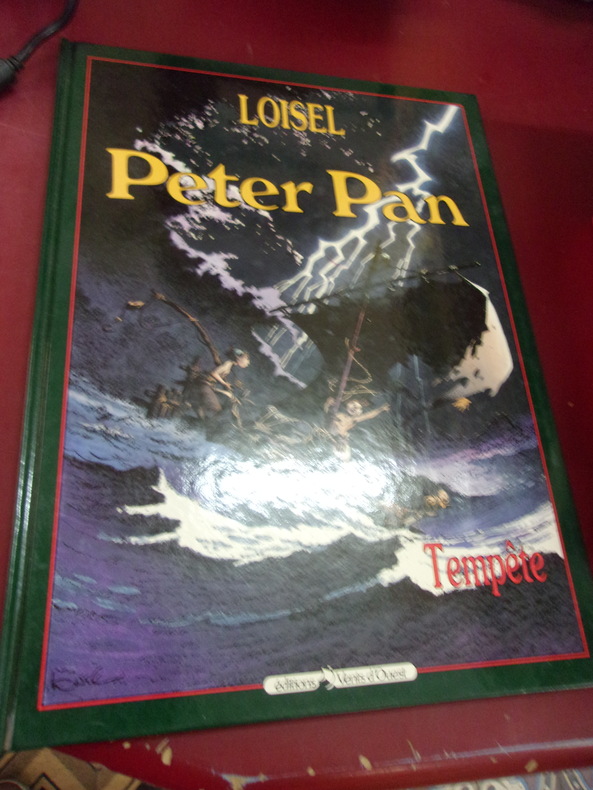 LOISEL
Peter Pan
Tempête
éditions Vents d'Ouest